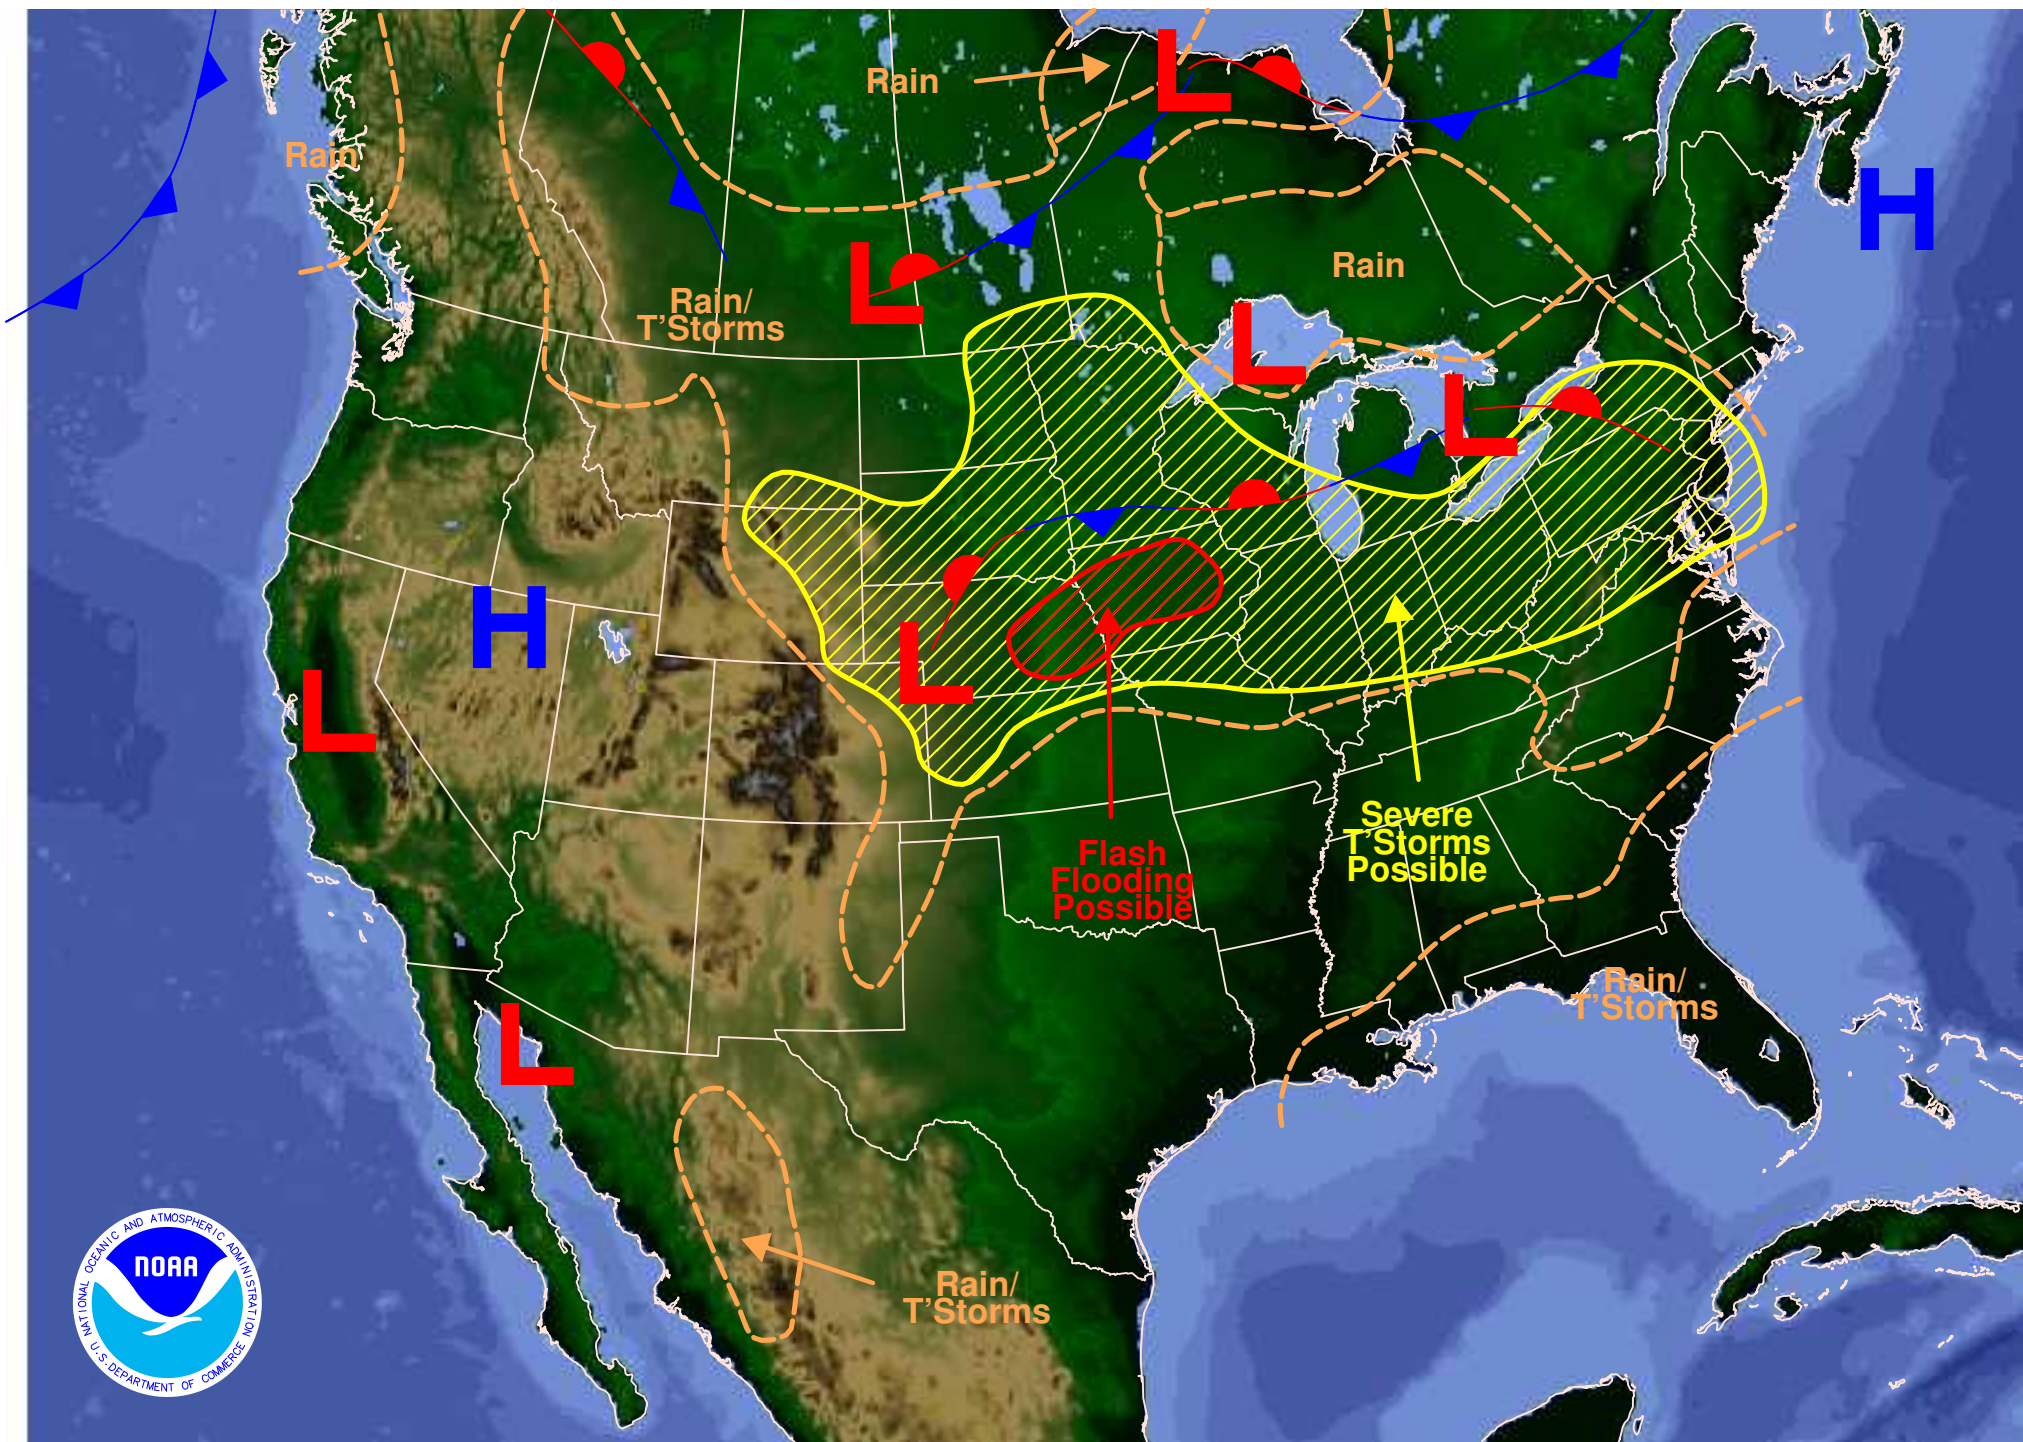 Rain
L
Rain
H
L
Rain
Rain/
T'Storms
L
L
H
L
L
Severe
T'Storms
Possible
Flash
Flooding
Possible
Rain/
T'Storms
L
Rain/
T'Storms
NATIONAL OCEANIC AND ATMOSPHERIC ADMINISTRATION
NOAA
U.S. DEPARTMENT OF COMMERCE
L